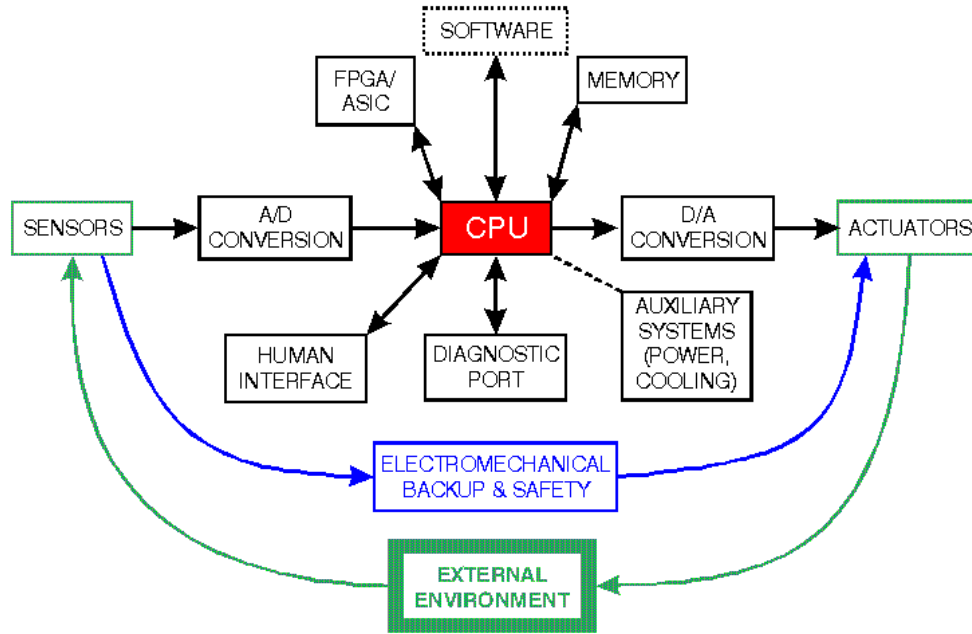 SOFTWARE
FPGA/
ASIC
MEMORY
SENSORS
A/D
CONVERSION
CPU
D/A
CONVERSION
ACTUATORS
HUMAN
INTERFACE
DIAGNOSTIC
PORT
AUXILIARY
SYSTEMS
(POWER,
COOLING)
ELECTROMECHANICAL
BACKUP & SAFETY
EXTERNAL
ENVIRONMENT